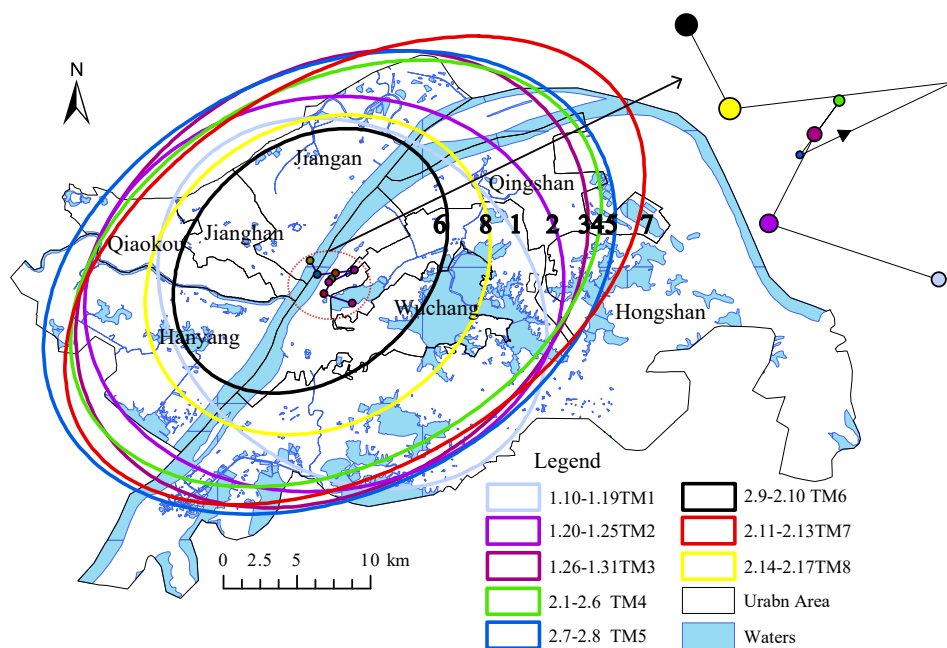 N
Jiangan
Qingshan
Qiaokou
Jianghan
6 8 1 2 3 4 5 7
Wuchang
Hongshan
Hanyang
Legend
1.10-1.19TM1
1.20-1.25TM2
1.26-1.31TM3
2.1-2.6 TM4
2.7-2.8 TM5
2.9-2.10 TM6
2.11-2.13TM7
2.14-2.17TM8
Urabn Area
Waters
0 2.5 5 10 km